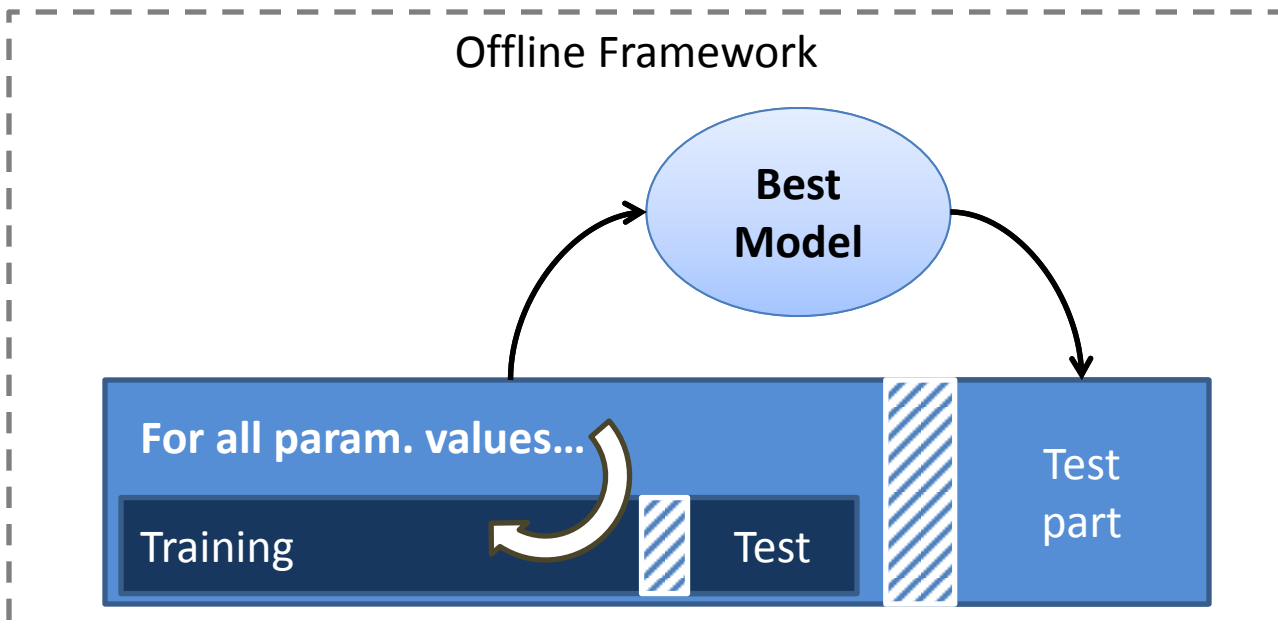 Offline Framework
Best
Model
For all param. values...
Training
Test
Test
part